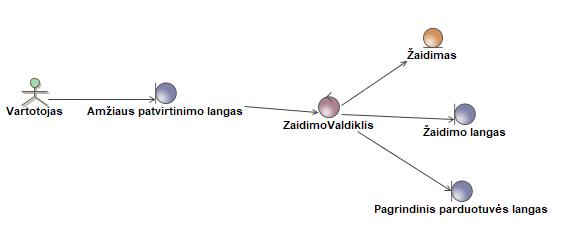 Žaidimas
Vartotojas
Amžiaus patvirtinimo langas
ZaidimoValdiklis
Žaidimo langas
Pagrindinis parduotuvės langas